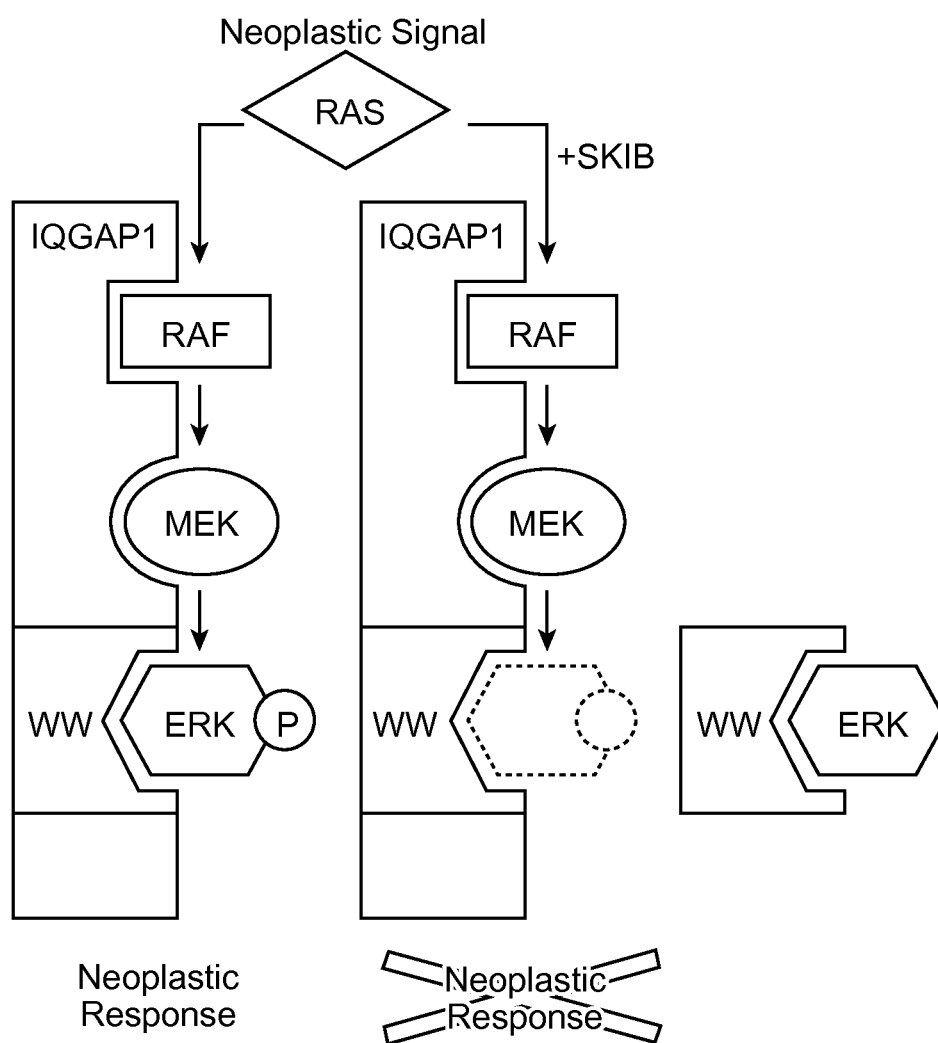 Neoplastic Signal
RAS
+SKIB
IQGAP1
IQGAP1
RAF
RAF
MEK
MEK
WW
ERK
P
WW
WW
ERK
Neoplastic
Response
Neoplastic
Response